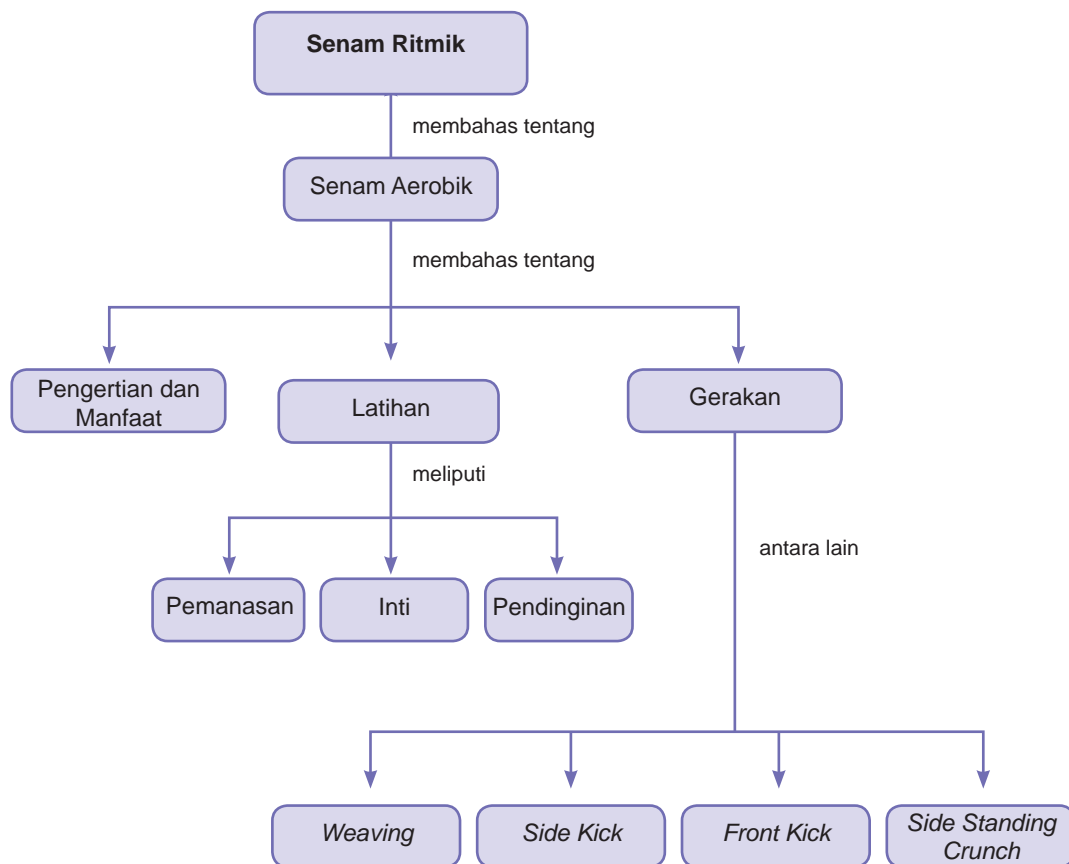 Senam Ritmik
membahas tentang
Senam Aerobik
membahas tentang
Pengertian dan
Manfaat
Latihan
Gerakan
meliputi
antara lain
Pemanasan
Inti
Pendinginan
Weaving
Side Kick
Front Kick
Side Standing
Crunch